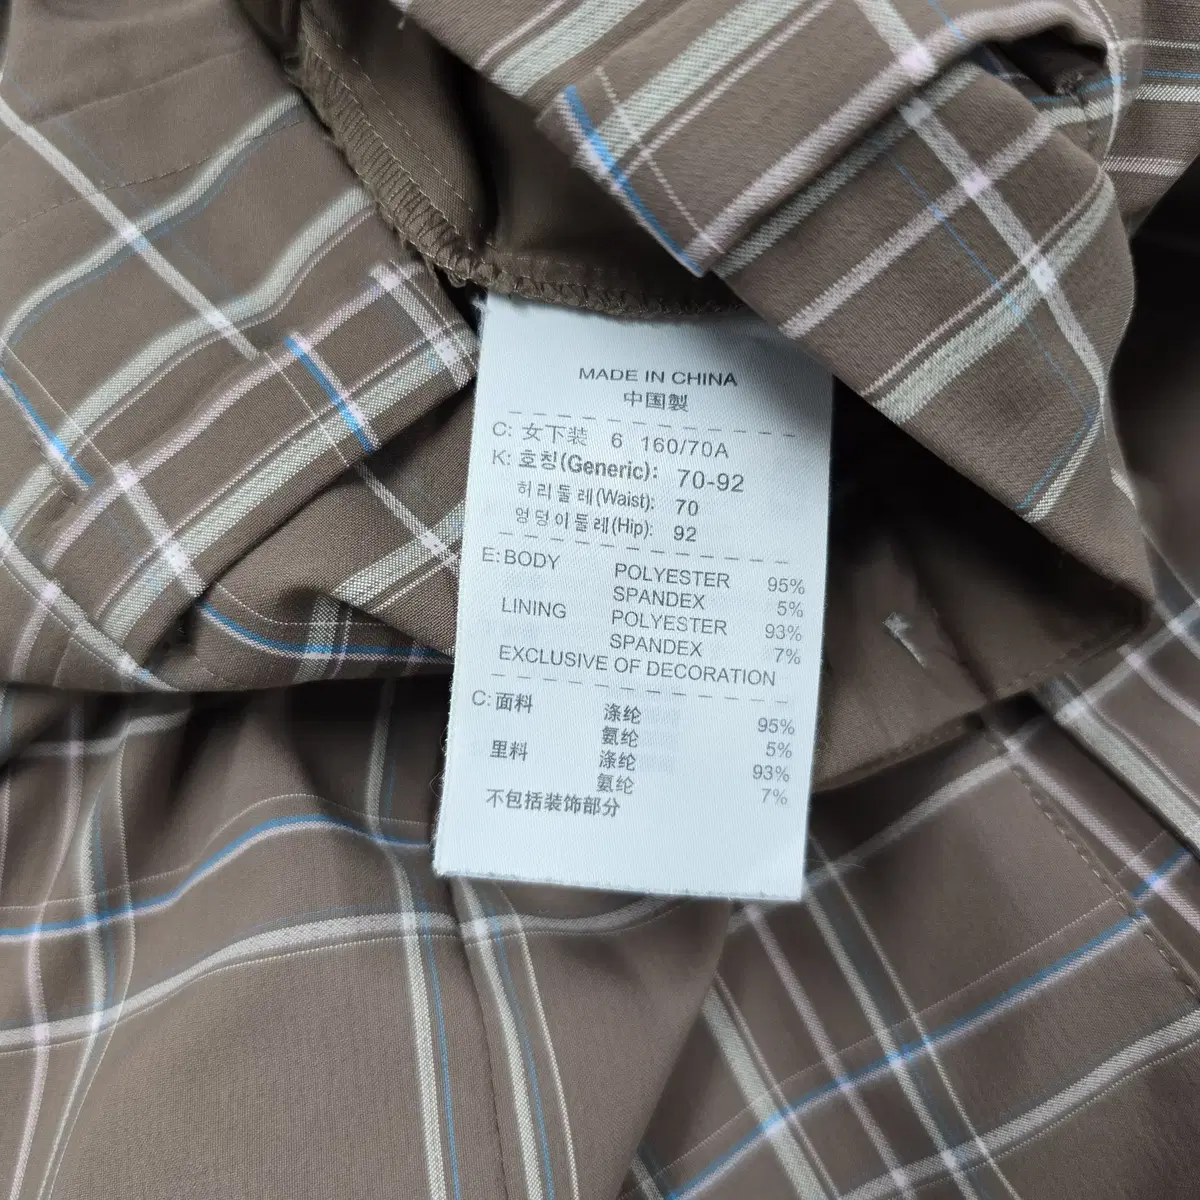 MADE IN CHINA
中国製
C: 女下装 6 160/70A
K: 호칭(Generic): 70-92
허리둘레(Waist): 70
엉덩이둘레(Hip): 92
E: BODY POLYESTER 95%
SPANDEX 5%
LINING POLYESTER 93%
SPANDEX 7%
EXCLUSIVE OF DECORATION
C: 面料 涤纶 95%
氨纶 5%
里料 涤纶 93%
氨纶 7%
不包括装饰部分